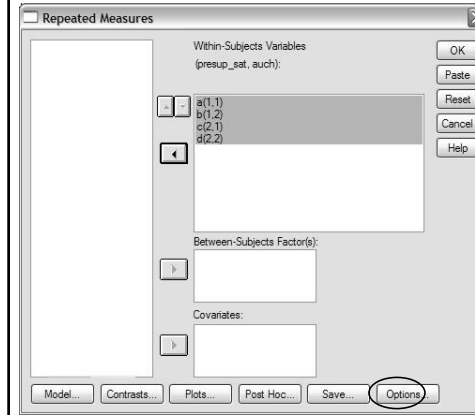 Repeated Measures
Within-Subjects Variables
(presup_sat, auch):
a(1,1)
b(1,2)
c(2,1)
d(2,2)
Between-Subjects Factor(s):
Covariates:
OK
Paste
Reset
Cancel
Help
Model... Contrasts... Plots... Post Hoc... Save... Options...